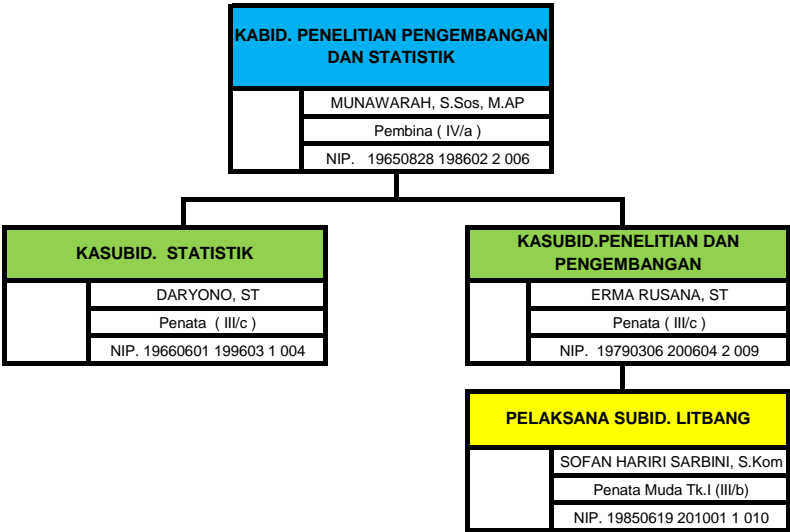 KABID. PENELITIAN PENGEMBANGAN
DAN STATISTIK
MUNAWARAH, S.Sos, M.AP
Pembina ( IV/a )
NIP. 19650828 198602 2 006
KASUBID. STATISTIK
DARYONO, ST
Penata ( III/c )
NIP. 19660601 199603 1 004
KASUBID.PENELITIAN DAN
PENGEMBANGAN
ERMA RUSANA, ST
Penata ( III/c )
NIP. 19790306 200604 2 009
PELAKSANA SUBID. LITBANG
SOFAN HARIRI SARBINI, S.Kom
Penata Muda Tk.I (III/b)
NIP. 19850619 201001 1 010